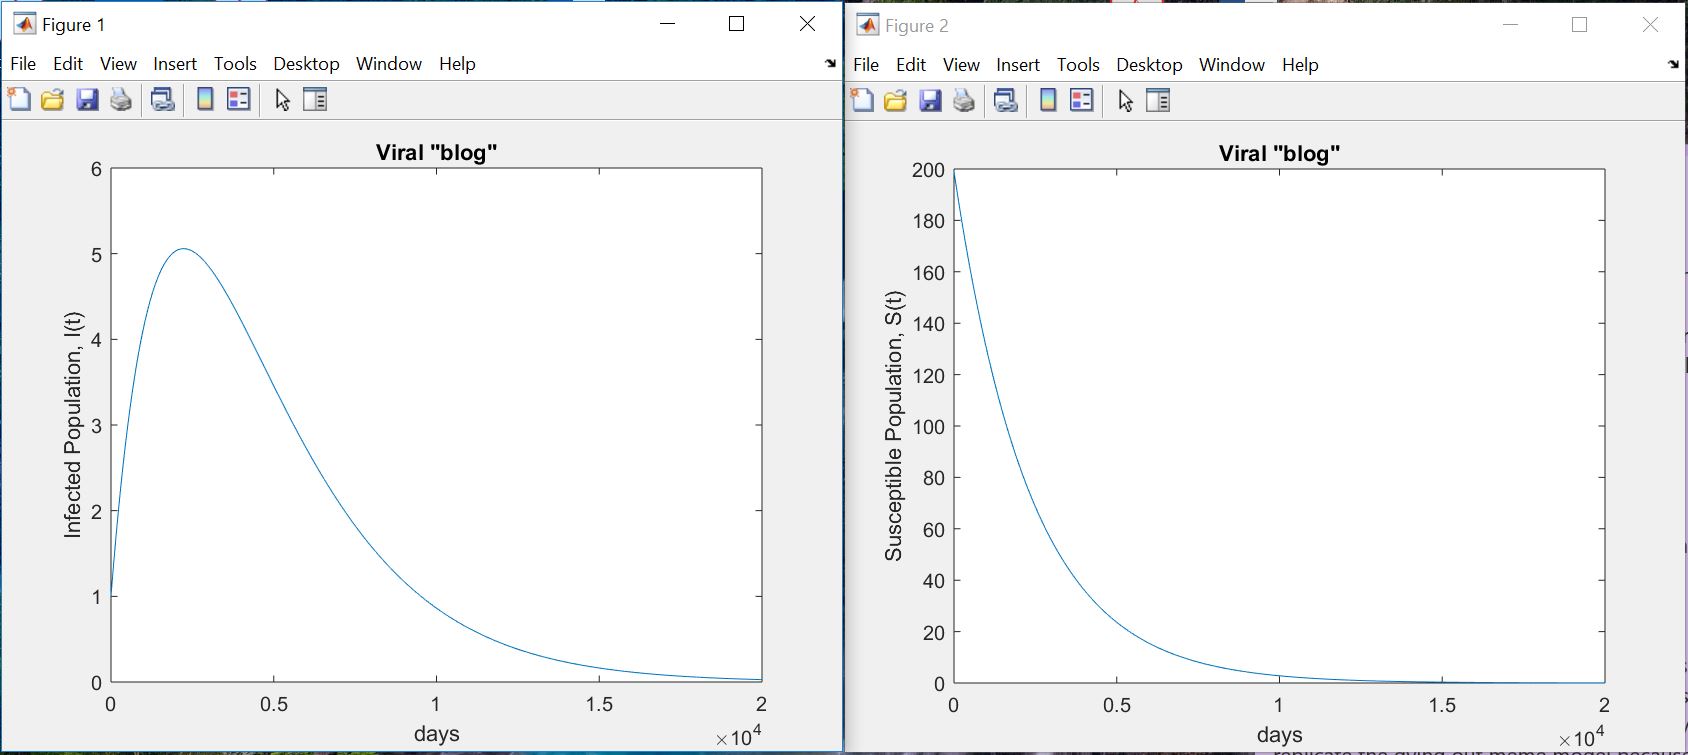 Figure 1
File Edit View Insert Tools Desktop Window Help
Viral "blog"
6
5
4
3
2
1
0
Infected Population, I(t)
0 0.5 1 1.5 2
days
×10^4
Figure 2
File Edit View Insert Tools Desktop Window Help
Viral "blog"
200
180
160
140
120
100
80
60
40
20
0
Susceptible Population, S(t)
0 0.5 1 1.5 2
days
×10^4